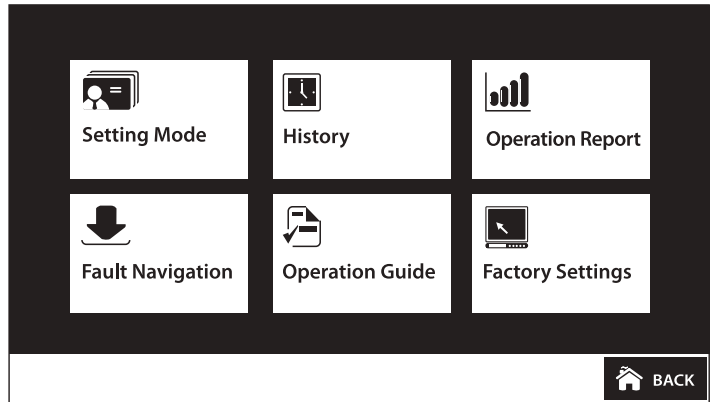 Setting Mode
History
Operation Report
Fault Navigation
Operation Guide
Factory Settings
BACK